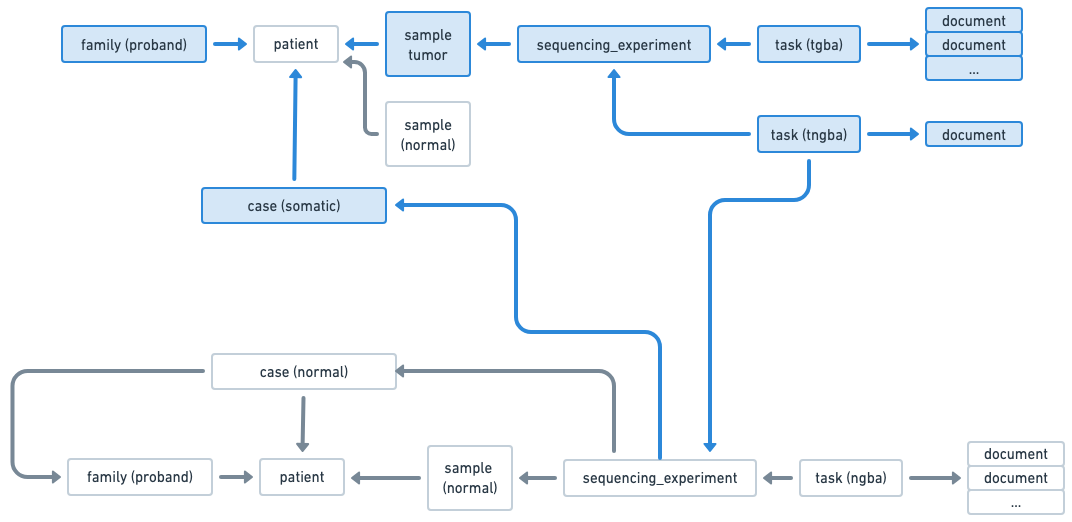 family (proband)
patient
sample
tumor
sequencing_experiment
task (tgba)
document
document
...
sample
(normal)
task (tngba)
document
case (somatic)
case (normal)
family (proband)
patient
sample
(normal)
sequencing_experiment
task (ngba)
document
document
...